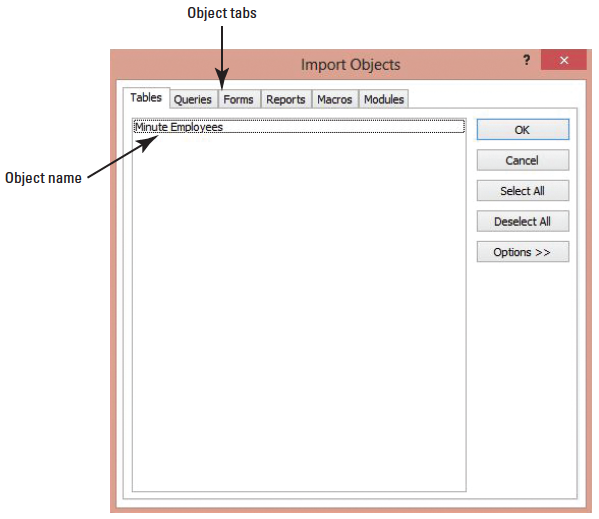 Object tabs
Import Objects
?
×
Tables Queries Forms Reports Macros Modules
Minute Employees
Object name
OK
Cancel
Select All
Deselect All
Options >>